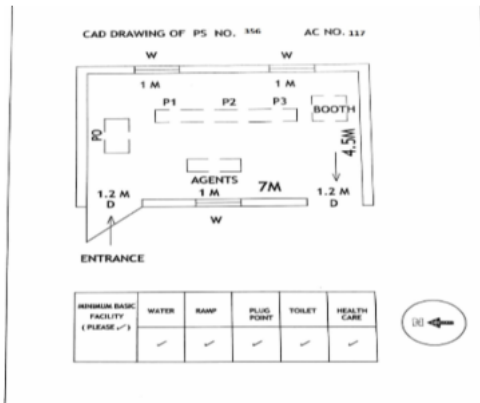 CAD DRAWING OF PS NO. 356 AC NO. 117
W W
1 M 1 M
P1 P2 P3
BOOTH
PO
4.5M
AGENTS
1.2 M 1 M 7M 1.2 M
D D
W
ENTRANCE
MINIMUM BASIC FACILITY (PLEASE ✓) WATER RAMP PLUG POINT TOILET HEALTH CARE
✓ ✓ ✓ ✓ ✓